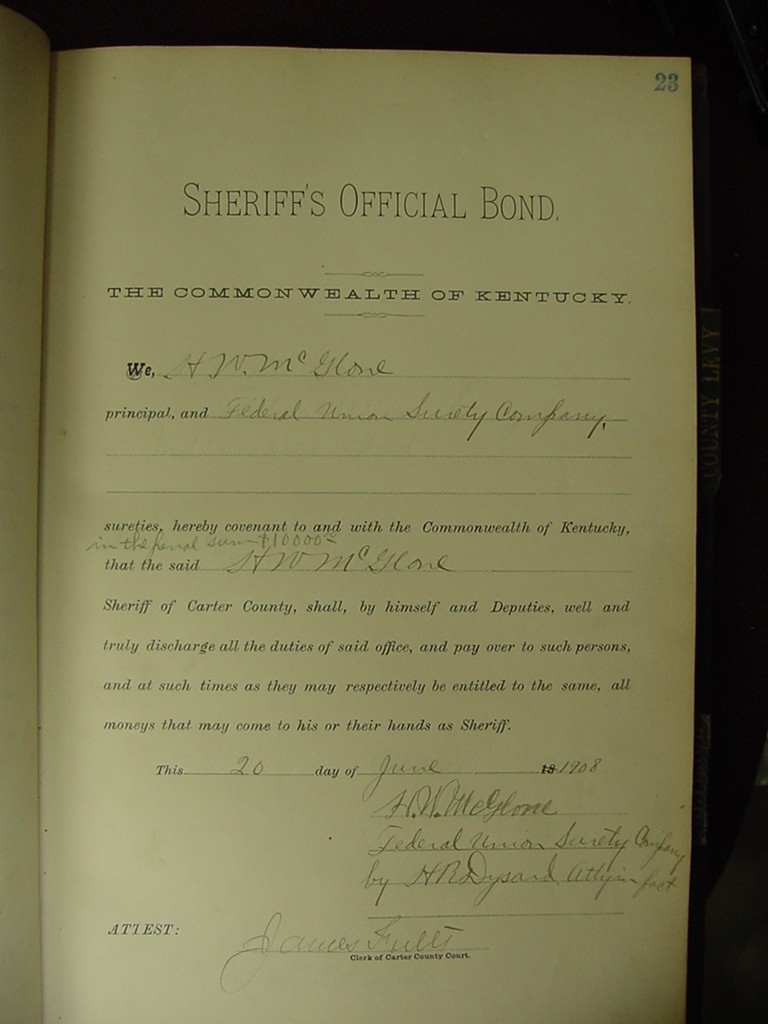 23
SHERIFF'S OFFICIAL BOND.
THE COMMONWEALTH OF KENTUCKY.
We, H. W. McGlone
principal, and Federal Union Surety Company,
sureties, hereby covenant to and with the Commonwealth of Kentucky,
in the penal sum $10000.00
that the said H W McGlone
Sheriff of Carter County, shall, by himself and Deputies, well and
truly discharge all the duties of said office, and pay over to such persons,
and at such times as they may respectively be entitled to the same, all
moneys that may come to his or their hands as Sheriff.
This 20 day of June 18 1908
H. W. McGlone
Federal Union Surety Company
by H R Dysard Atty in fact
ATTEST:
James Fults
Clerk of Carter County Court.
COUNTY LEVY